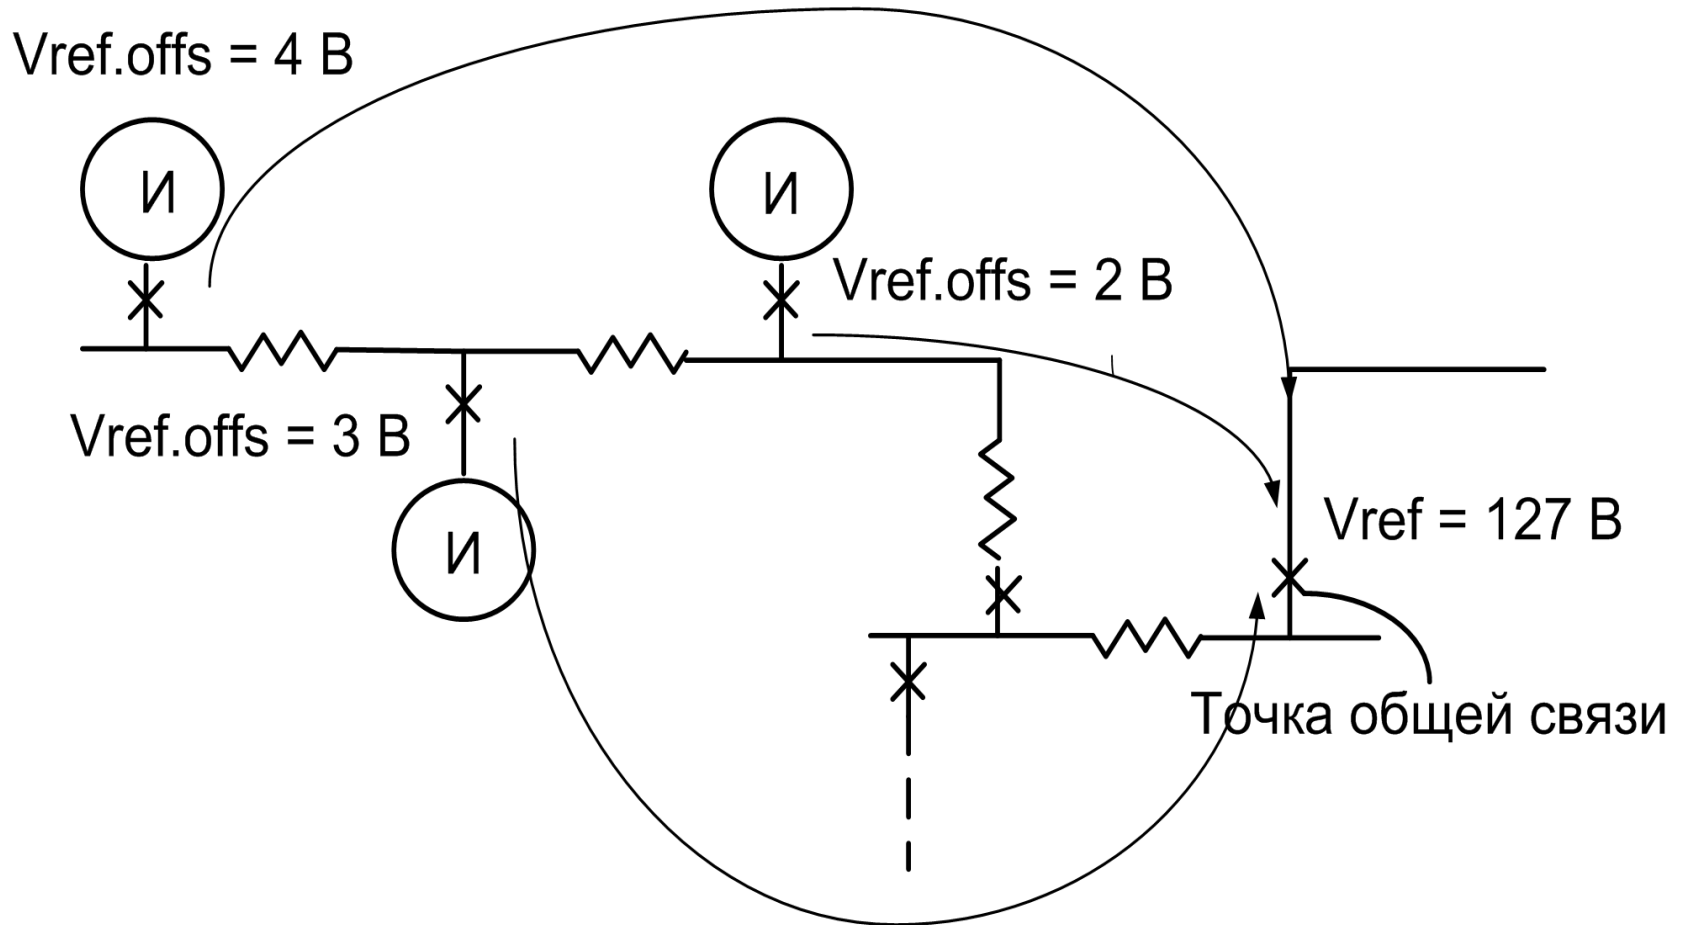 Vref.offs = 4 В
И
И
Vref.offs = 2 В
Vref.offs = 3 В
И
Vref = 127 В
Точка общей связи